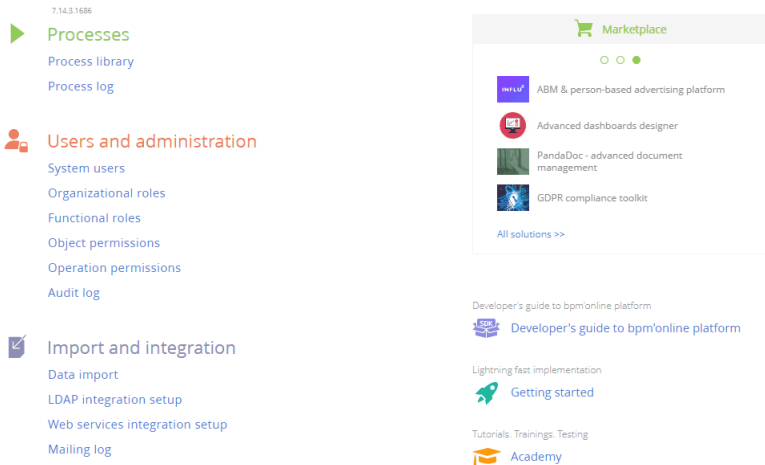 7.14.3.1686
Processes
Process library
Process log
Users and administration
System users
Organizational roles
Functional roles
Object permissions
Operation permissions
Audit log
Import and integration
Data import
LDAP integration setup
Web services integration setup
Mailing log
Marketplace
INFLU2
ABM & person-based advertising platform
Advanced dashboards designer
PandaDoc - advanced document
management
GDPR compliance toolkit
All solutions >>
Developer's guide to bpm'online platform
SDK
Developer's guide to bpm'online platform
Lightning fast implementation
Getting started
Tutorials. Trainings. Testing
Academy